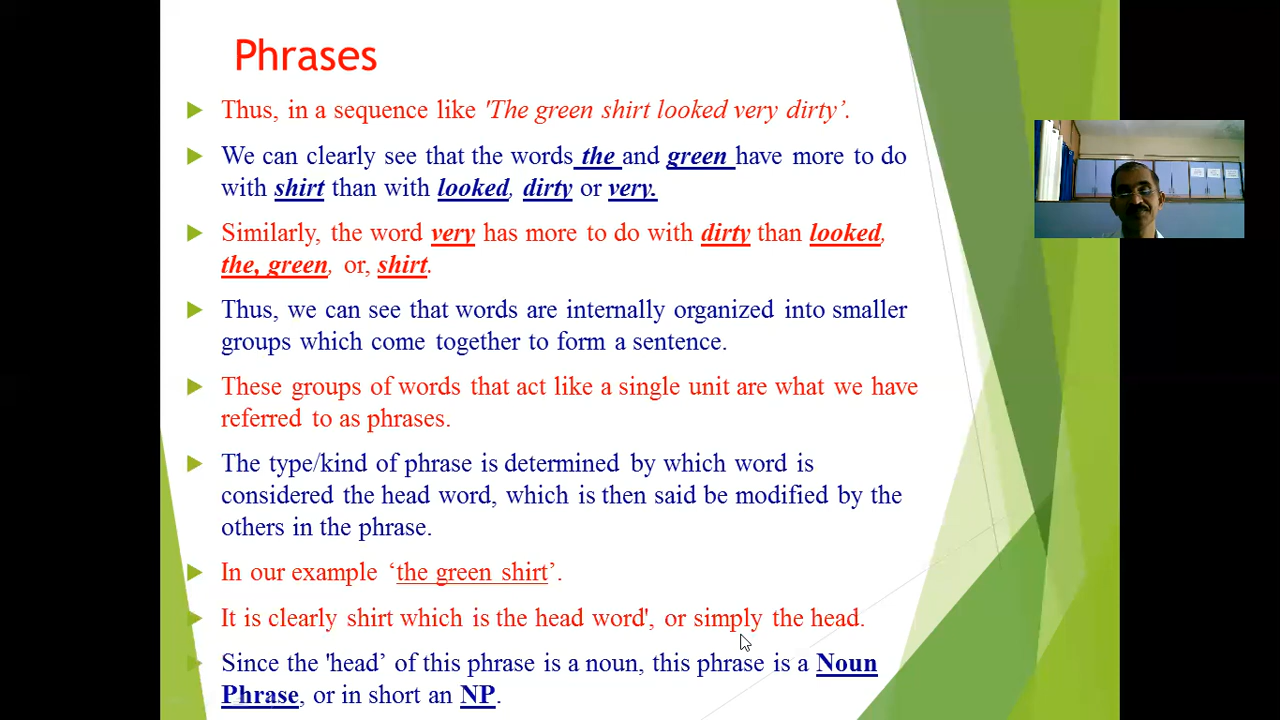 Phrases
Thus, in a sequence like 'The green shirt looked very dirty’.
We can clearly see that the words the and green have more to do
with shirt than with looked, dirty or very.
Similarly, the word very has more to do with dirty than looked,
the, green, or, shirt.
Thus, we can see that words are internally organized into smaller
groups which come together to form a sentence.
These groups of words that act like a single unit are what we have
referred to as phrases.
The type/kind of phrase is determined by which word is
considered the head word, which is then said be modified by the
others in the phrase.
In our example ‘the green shirt’.
It is clearly shirt which is the head word', or simply the head.
Since the 'head’ of this phrase is a noun, this phrase is a Noun
Phrase, or in short an NP.